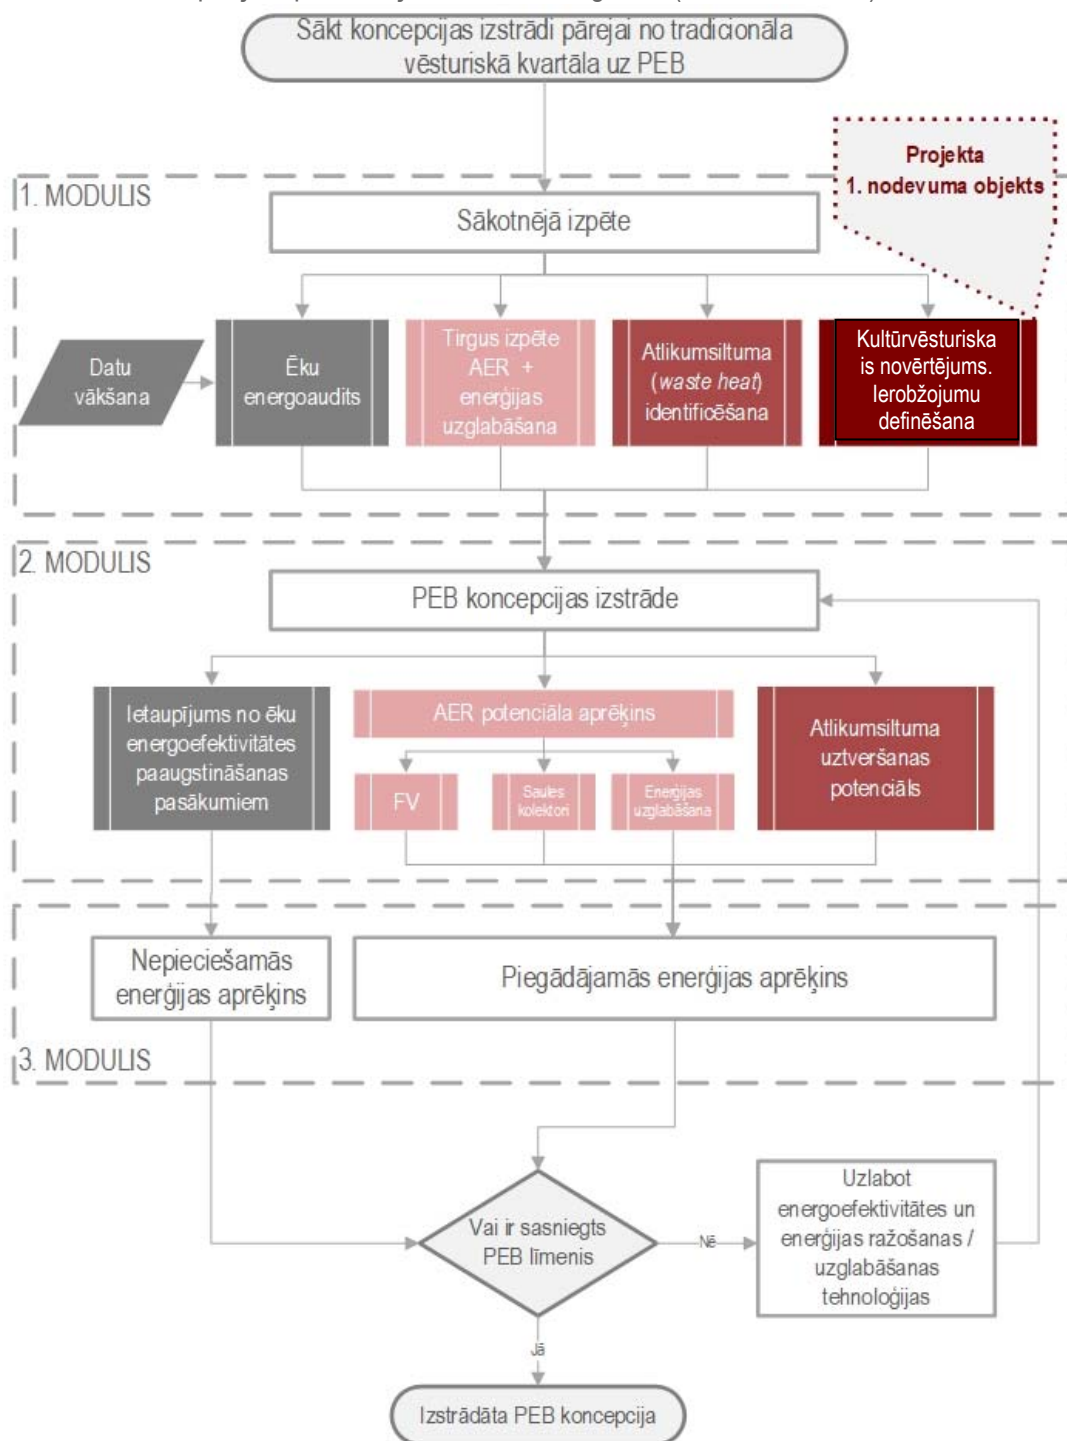 Sākt koncepcijas izstrādi pārejai no tradicionāla
vēsturiskā kvartāla uz PEB
Projekta
1. nodevuma objekts
1. MODULIS
Sākotnējā izpēte
Datu
vākšana
Ēku
energoaudits
Tirgus izpēte
AER +
enerģijas
uzglabāšana
Atlikumsiltuma
(waste heat)
identificēšana
Kultūrvēsturiska
is novērtējums.
Ierobžojumu
definēšana
2. MODULIS
PEB koncepcijas izstrāde
Ietaupījums no ēku
energoefektivitātes
paaugstināšanas
pasākumiem
AER potenciāla aprēķins
FV
Saules
kolektori
Enerģijas
uzglabāšana
Atlikumsiltuma
uztveršanas
potenciāls
Nepieciešamās
enerģijas aprēķins
Piegādājamās enerģijas aprēķins
3. MODULIS
Vai ir sasniegts
PEB līmenis
Nē
Uzlabot
energoefektivitātes un
enerģijas ražošanas /
uzglabāšanas
tehnoloģijas
Jā
Izstrādāta PEB koncepcija